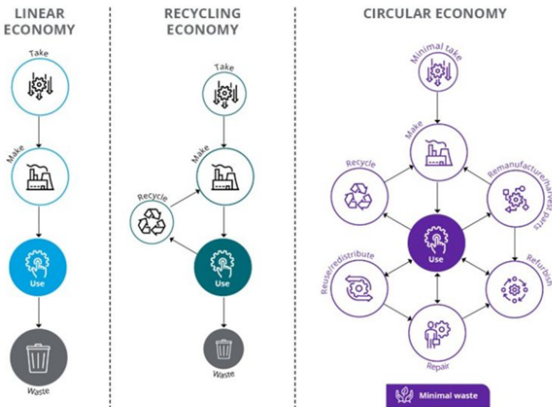 LINEAR
ECONOMY
Take
Make
Use
Waste
RECYCLING
ECONOMY
Take
Make
Recycle
Use
Waste
CIRCULAR ECONOMY
Minimal take
Make
Recycle
Remanufacture/harvest parts
Use
Reuse/redistribute
Refurbish
Repair
Minimal waste